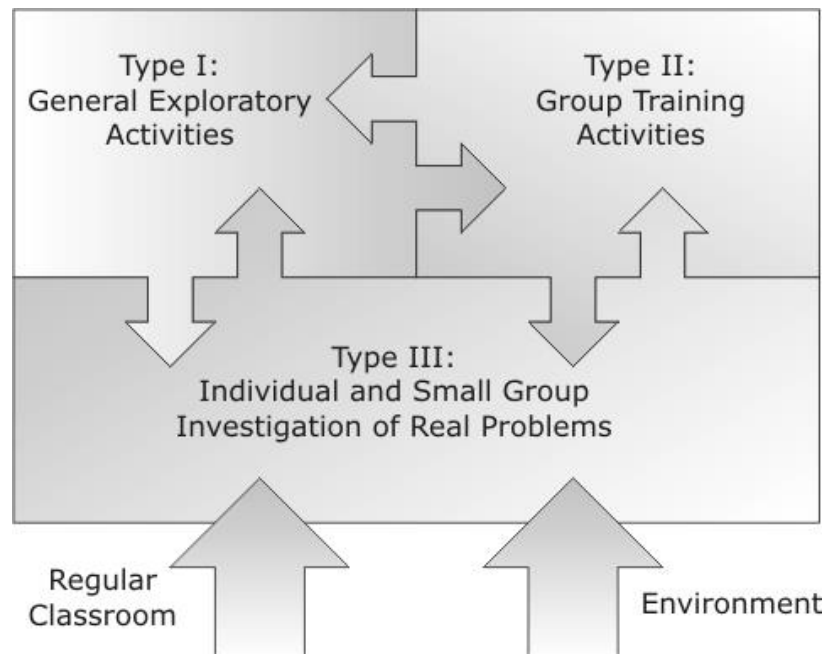 Type I:
General Exploratory
Activities
Type II:
Group Training
Activities
Type III:
Individual and Small Group
Investigation of Real Problems
Regular
Classroom
Environment